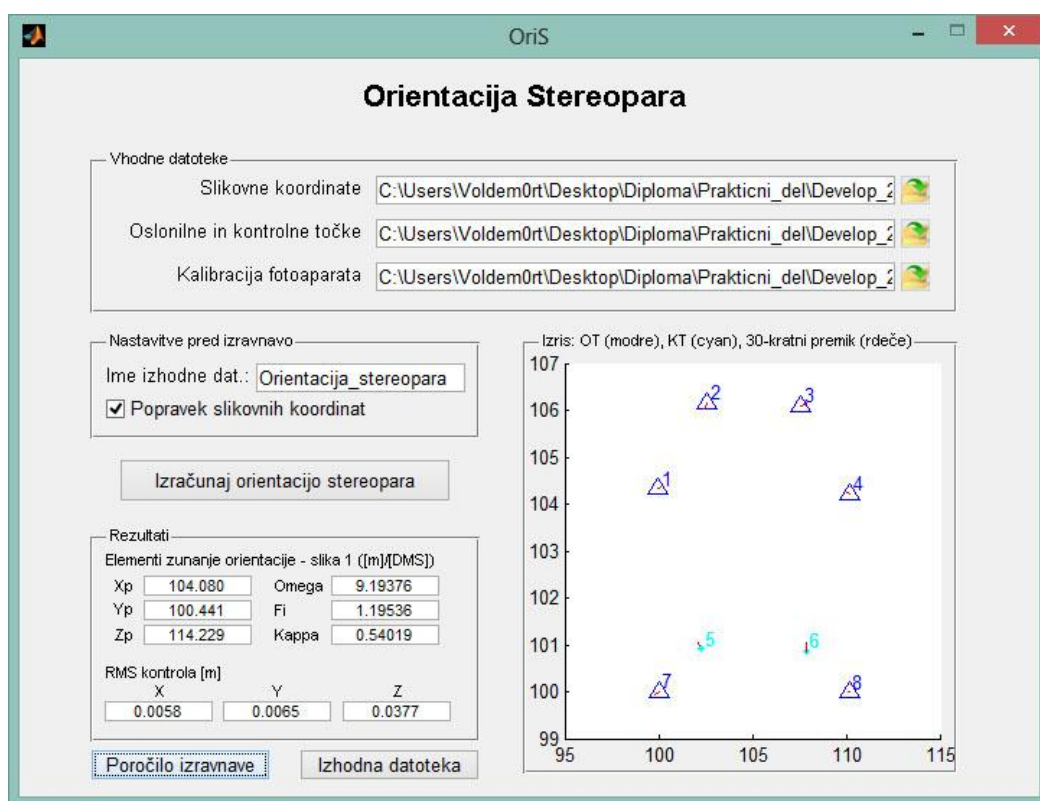 OriS
Orientacija Stereopara
Vhodne datoteke
Slikovne koordinate C:\Users\Voldem0rt\Desktop\Diploma\Prakticni_del\Develop_2
Oslonilne in kontrolne točke C:\Users\Voldem0rt\Desktop\Diploma\Prakticni_del\Develop_2
Kalibracija fotoaparata C:\Users\Voldem0rt\Desktop\Diploma\Prakticni_del\Develop_2
Nastavitve pred izravnavo
Ime izhodne dat.: Orientacija_stereopara
Popravek slikovnih koordinat
Izračunaj orientacijo stereopara
Rezultati
Elementi zunanje orientacije - slika 1 ([m]/[DMS])
Xp 104.080 Omega 9.19376
Yp 100.441 Fi 1.19536
Zp 114.229 Kappa 0.54019
RMS kontrola [m]
X Y Z
0.0058 0.0065 0.0377
Poročilo izravnave Izhodna datoteka
Izris: OT (modre), KT (cyan), 30-kratni premik (rdeče)
107
2 3
106
105
1 4
104
103
102
101
5 6
100
7 8
99
95 100 105 110 115